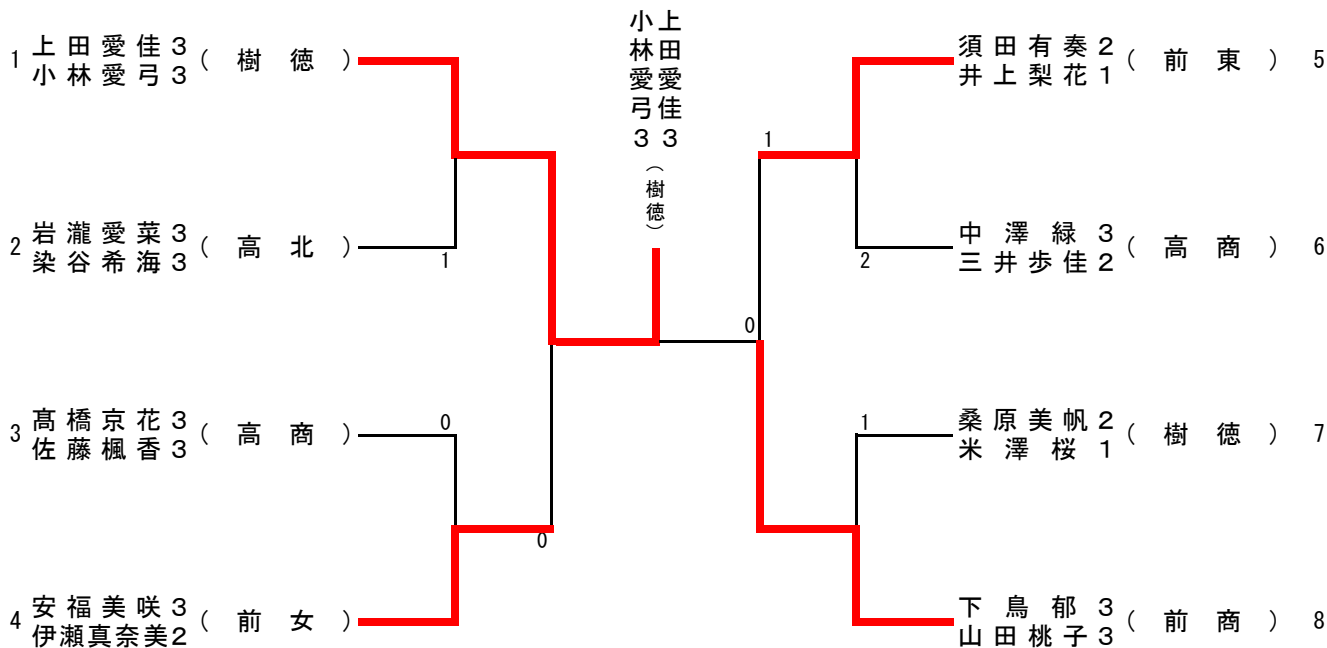 上田愛佳3
小林愛弓3
（樹徳）
1 上田愛佳3 （樹徳）
小林愛弓3
2 岩瀧愛菜3 （高北）
染谷希海3
1
3 髙橋京花3 （高商）
佐藤楓香3
0
4 安福美咲3 （前女）
伊瀬真奈美2
0
0
1
須田有奏2 （前東） 5
井上梨花1
中澤緑3 （高商） 6
三井歩佳2
2
桑原美帆2 （樹徳） 7
米澤桜1
1
下鳥郁3 （前商） 8
山田桃子3